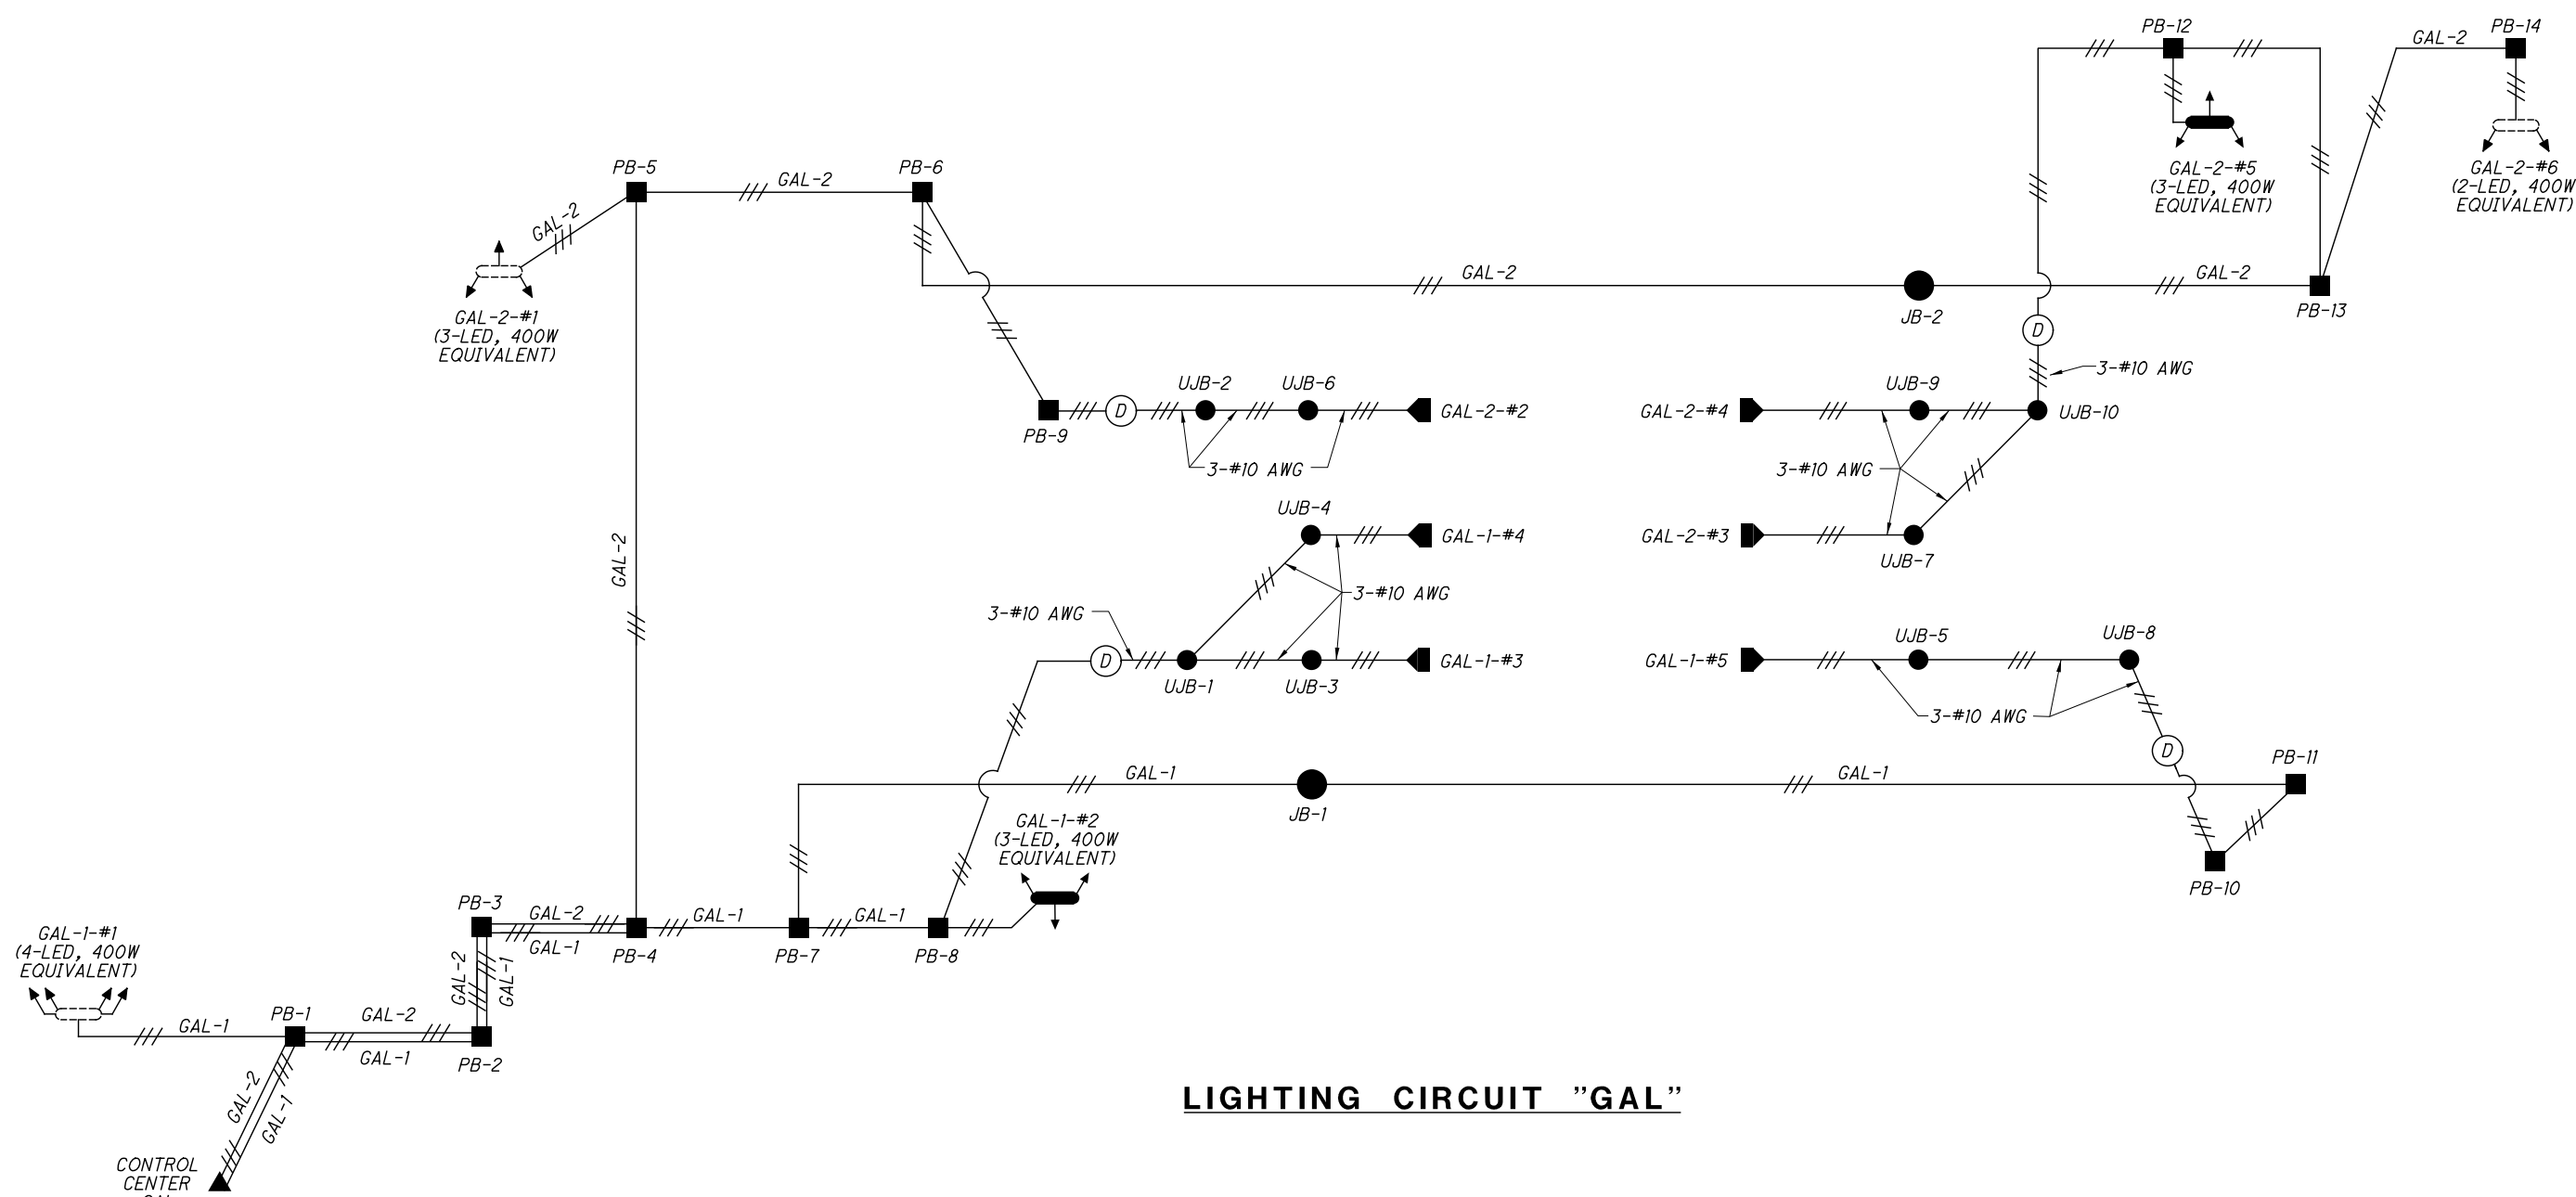 PB-12
PB-14
GAL-2
GAL-2-#5
(3-LED, 400W
EQUIVALENT)
GAL-2-#6
(2-LED, 400W
EQUIVALENT)
PB-5
GAL-2
PB-6
GAL-2
GAL-2-#1
(3-LED, 400W
EQUIVALENT)
GAL-2
JB-2
GAL-2
PB-13
D
3-#10 AWG
UJB-2
UJB-6
D
GAL-2-#2
PB-9
3-#10 AWG
UJB-9
GAL-2-#4
UJB-10
3-#10 AWG
GAL-2-#3
UJB-7
GAL-2
UJB-4
GAL-1-#4
3-#10 AWG
3-#10 AWG
D
UJB-1
UJB-3
GAL-1-#3
GAL-1-#5
UJB-5
UJB-8
3-#10 AWG
D
PB-11
PB-10
GAL-1
JB-1
GAL-1
GAL-1-#2
(3-LED, 400W
EQUIVALENT)
PB-3
GAL-2
GAL-1
PB-4
GAL-1
PB-7
GAL-1
PB-8
GAL-2
GAL-1
GAL-1-#1
(4-LED, 400W
EQUIVALENT)
GAL-1
PB-1
GAL-2
GAL-1
PB-2
GAL-2
GAL-1
CONTROL
CENTER
LIGHTING CIRCUIT "GAL"